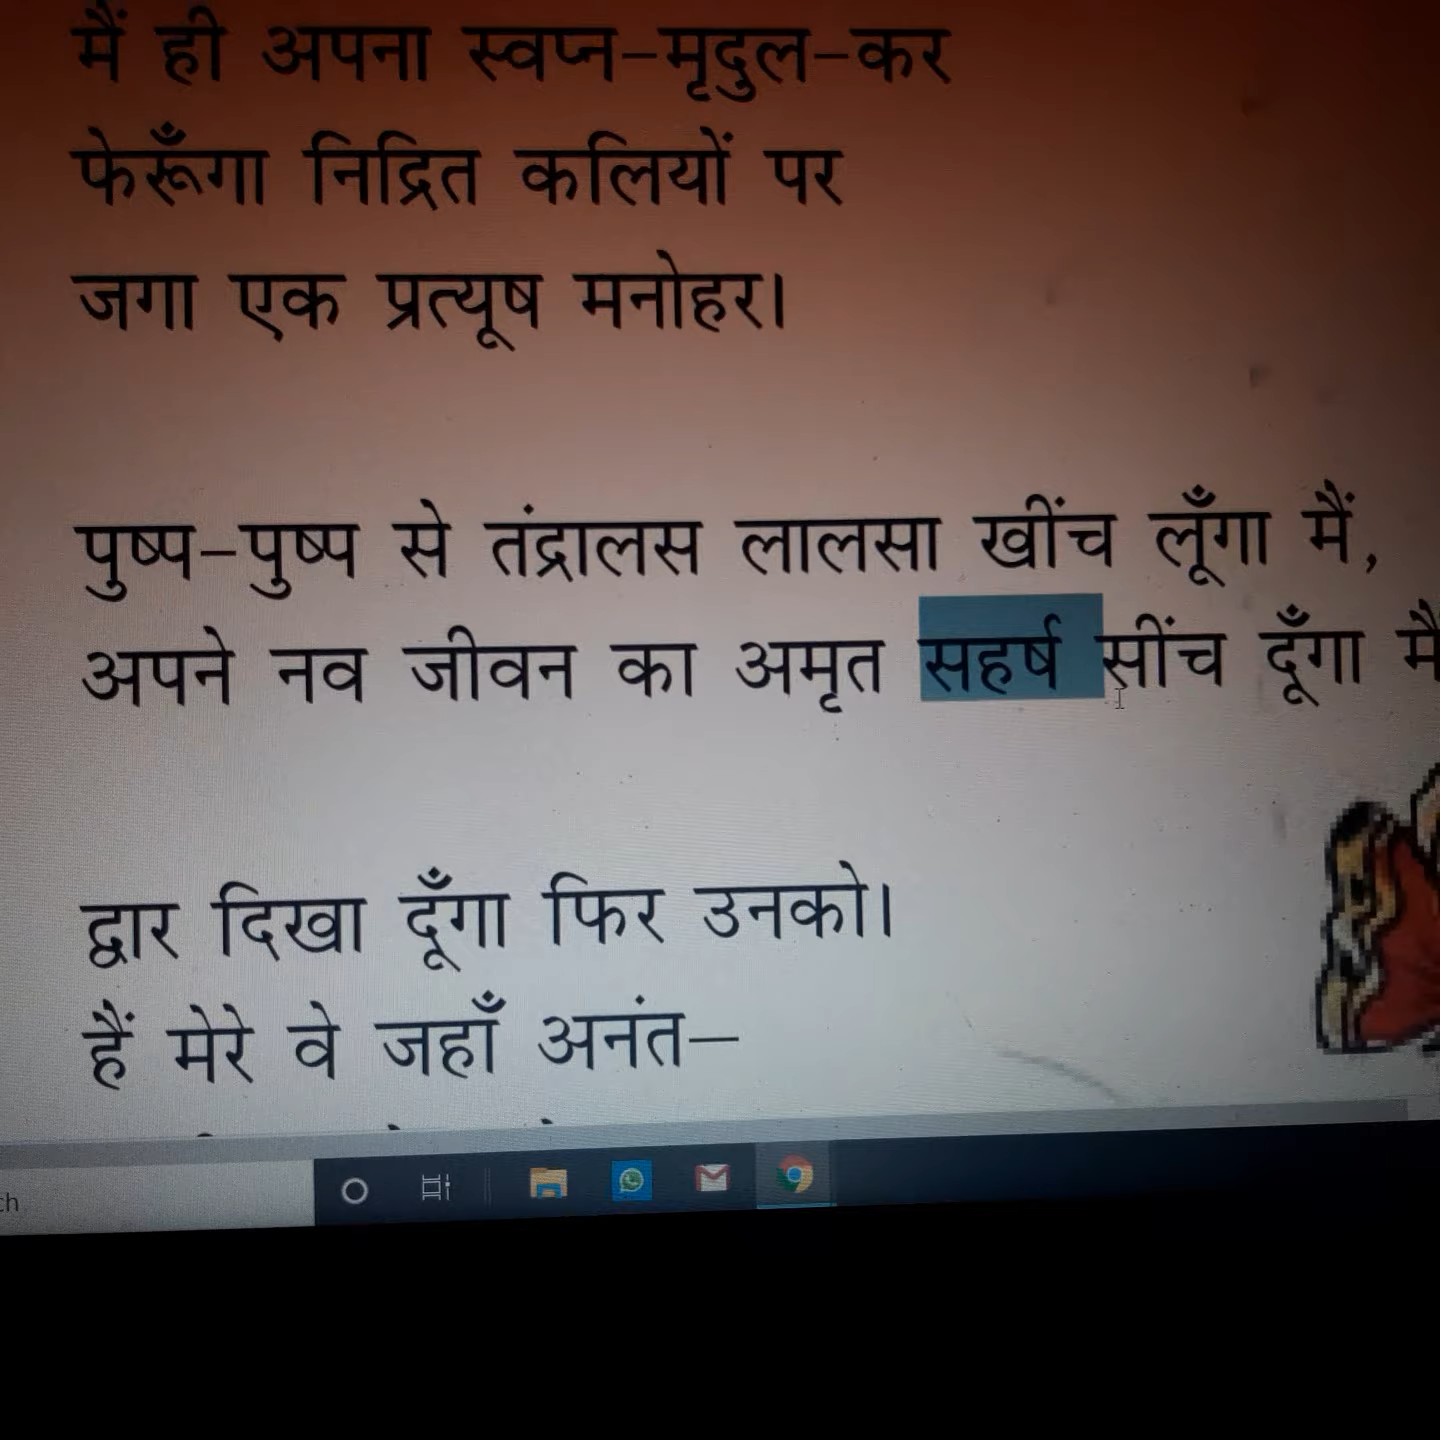 मैं ही अपना स्वप्न-मृदुल-कर
फेरूँगा निद्रित कलियों पर
जगा एक प्रत्यूष मनोहर।
पुष्प-पुष्प से तंद्रालस लालसा खींच लूँगा मैं,
अपने नव जीवन का अमृत सहर्ष सींच दूँगा मैं
द्वार दिखा दूँगा फिर उनको।
हैं मेरे वे जहाँ अनंत–
ch